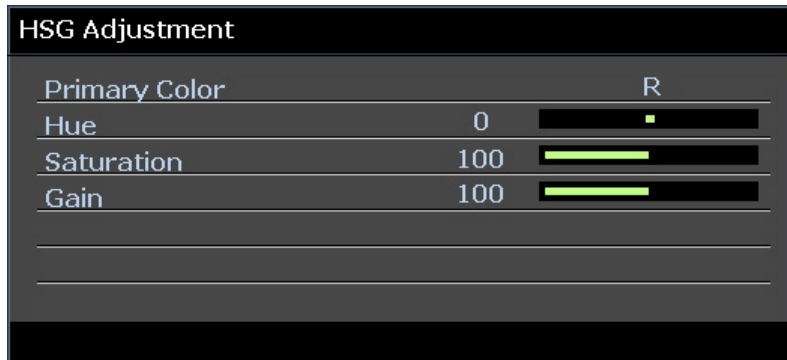 HSG Adjustment
Primary Color R
Hue 0
Saturation 100
Gain 100